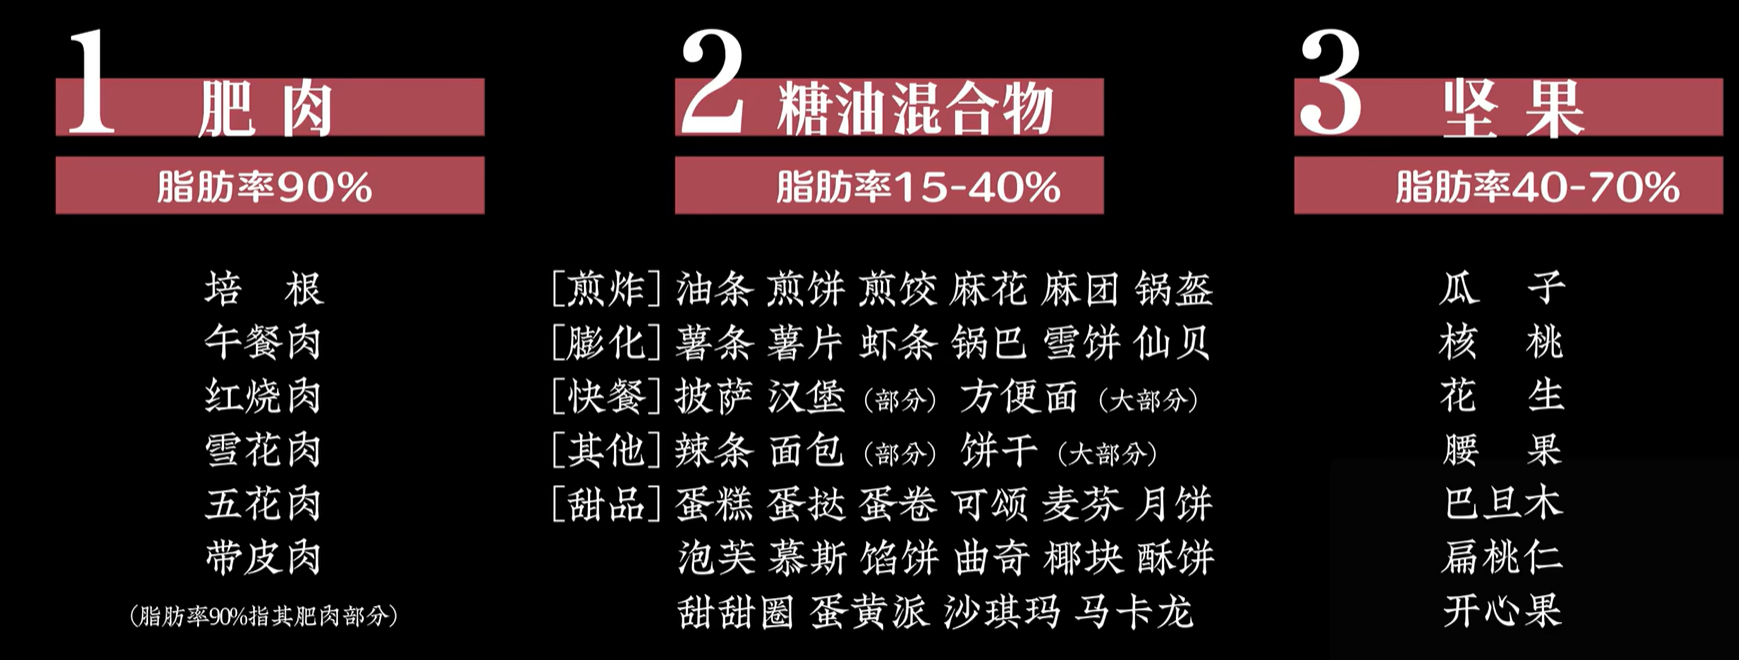 1 肥肉
脂肪率90%
培根
午餐肉
红烧肉
雪花肉
五花肉
带皮肉
（脂肪率90%指其肥肉部分）
2 糖油混合物
脂肪率15-40%
[煎炸] 油条 煎饼 煎饺 麻花 麻团 锅盔
[膨化] 薯条 薯片 虾条 锅巴 雪饼 仙贝
[快餐] 披萨 汉堡（部分） 方便面（大部分）
[其他] 辣条 面包（部分） 饼干（大部分）
[甜品] 蛋糕 蛋挞 蛋卷 可颂 麦芬 月饼
泡芙 慕斯 馅饼 曲奇 椰块 酥饼
甜甜圈 蛋黄派 沙琪玛 马卡龙
3 坚果
脂肪率40-70%
瓜子
核桃
花生
腰果
巴旦木
扁桃仁
开心果